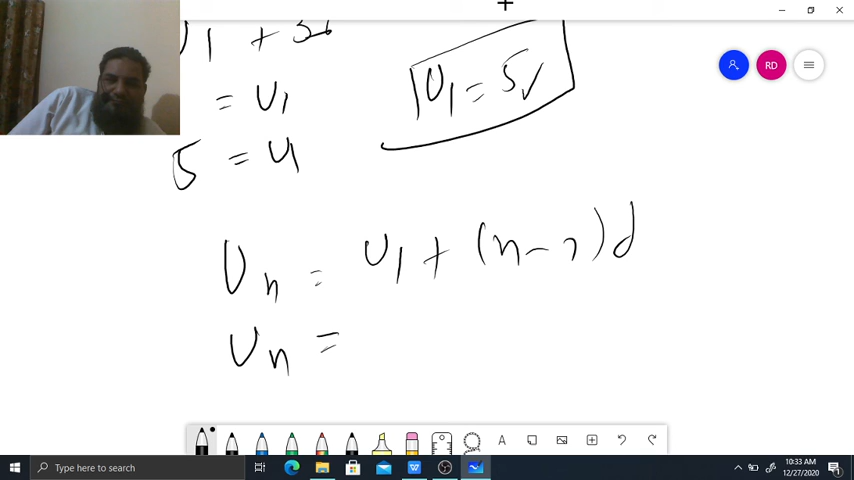 = U1
U1 = 5
RD
5 = U1
Un = U1 + (n-1)d
Un =
A
Type here to search
10:33 AM
12/27/2020